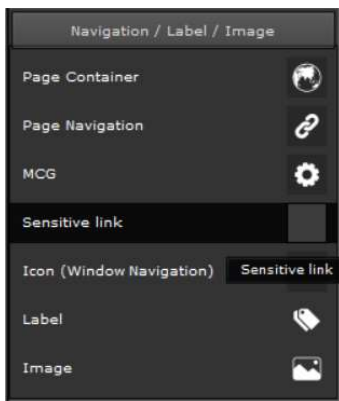 Navigation / Label / Image
Page Container
Page Navigation
MCG
Sensitive link
Icon (Window Navigation)
Sensitive link
Label
Image